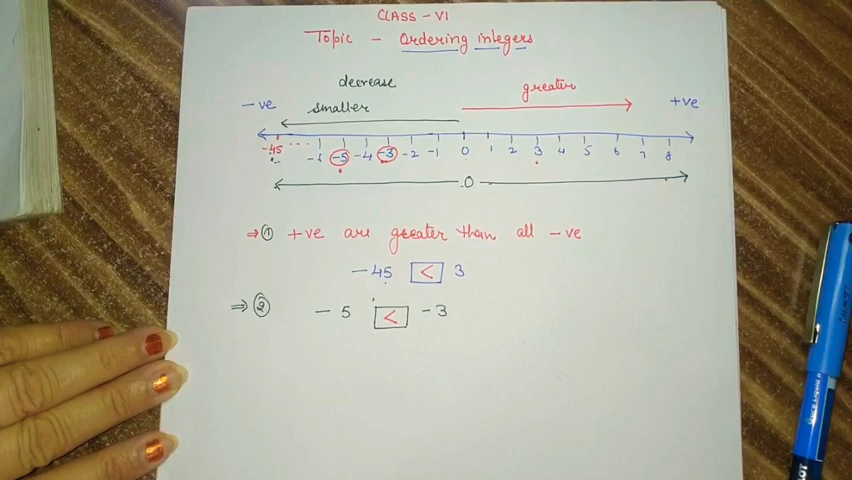 CLASS - VI
Topic - Ordering integers
decrease
greater
-ve smaller +ve
-45 ... -6 -5 -4 -3 -2 -1 0 1 2 3 4 5 6 7 8
0
⇒ ① +ve are greater than all -ve
-45 < 3
⇒ ② -5 < -3